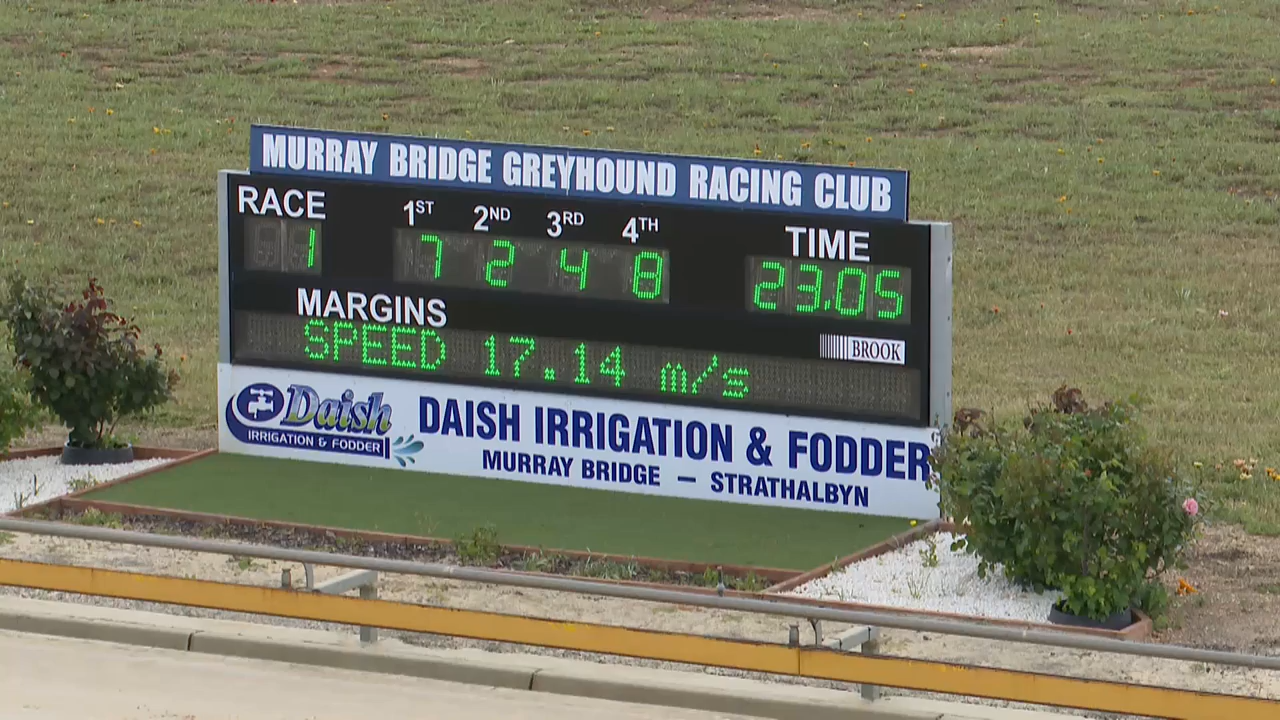 MURRAY BRIDGE GREYHOUND RACING CLUB
RACE 1ST 2ND 3RD 4TH TIME
1 7 2 4 8 23.05
MARGINS
BROOK
SPEED 17.14 m/s
Daish
IRRIGATION & FODDER
DAISH IRRIGATION & FODDER
MURRAY BRIDGE — STRATHALBYN